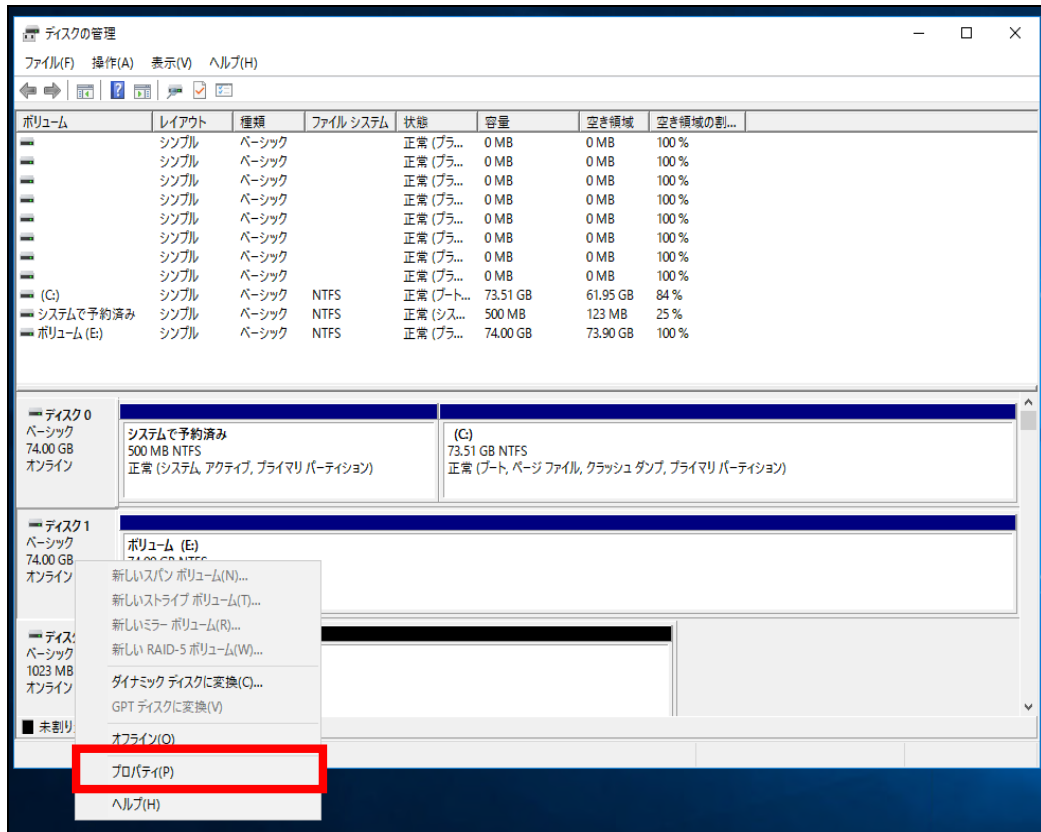 ディスクの管理
ファイル(F) 操作(A) 表示(V) ヘルプ(H)
ボリューム レイアウト 種類 ファイル システム 状態 容量 空き領域 空き領域の割...
シンプル ベーシック 正常 (プラ... 0 MB 0 MB 100 %
シンプル ベーシック 正常 (プラ... 0 MB 0 MB 100 %
シンプル ベーシック 正常 (プラ... 0 MB 0 MB 100 %
シンプル ベーシック 正常 (プラ... 0 MB 0 MB 100 %
シンプル ベーシック 正常 (プラ... 0 MB 0 MB 100 %
シンプル ベーシック 正常 (プラ... 0 MB 0 MB 100 %
シンプル ベーシック 正常 (プラ... 0 MB 0 MB 100 %
シンプル ベーシック 正常 (プラ... 0 MB 0 MB 100 %
(C:) シンプル ベーシック NTFS 正常 (ブート... 73.51 GB 61.95 GB 84 %
システムで予約済み シンプル ベーシック NTFS 正常 (シス... 500 MB 123 MB 25 %
ボリューム (E:) シンプル ベーシック NTFS 正常 (プラ... 74.00 GB 73.90 GB 100 %
ディスク 0
ベーシック
74.00 GB
オンライン
システムで予約済み
500 MB NTFS
正常 (システム, アクティブ, プライマリ パーティション)
(C:)
73.51 GB NTFS
正常 (ブート, ページ ファイル, クラッシュ ダンプ, プライマリ パーティション)
ディスク 1
ベーシック
74.00 GB
オンライン
ボリューム (E:)
74.00 GB NTFS
新しいスパン ボリューム(N)...
新しいストライプ ボリューム(T)...
新しいミラー ボリューム(R)...
新しい RAID-5 ボリューム(W)...
ダイナミック ディスクに変換(C)...
GPT ディスクに変換(V)
オフライン(O)
プロパティ(P)
ヘルプ(H)
ディス
ベーシック
1023 MB
オンライン
未割り